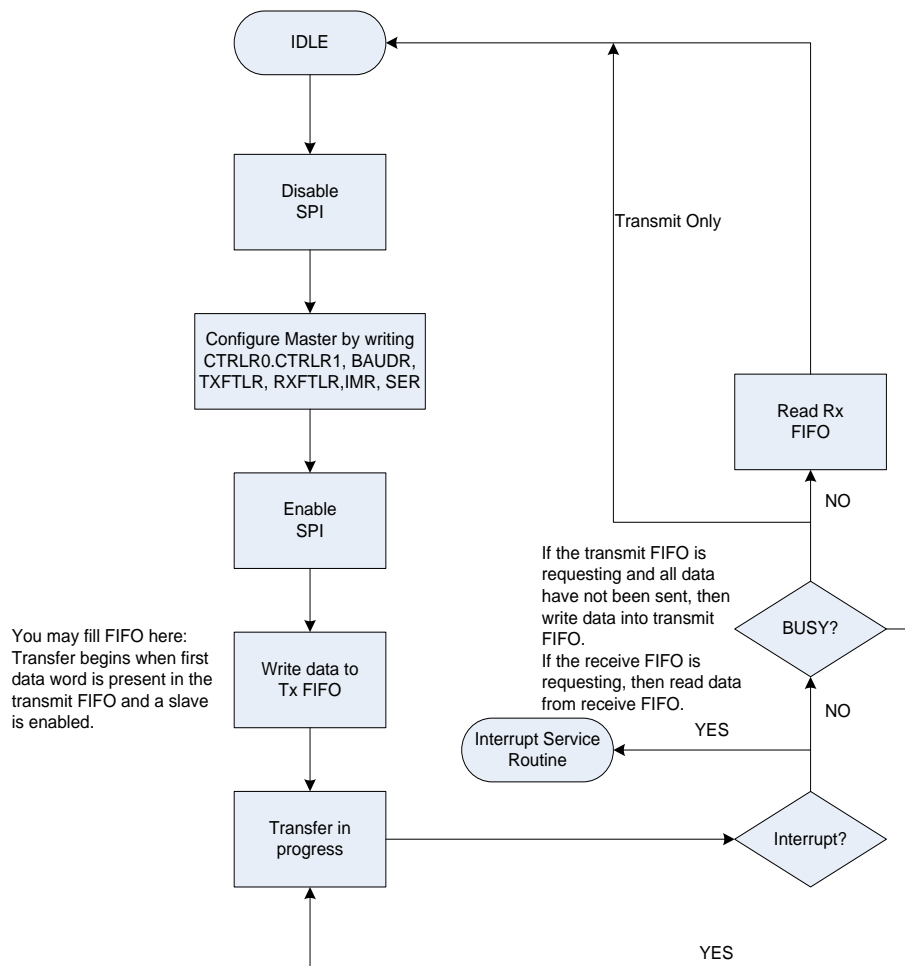 IDLE
Disable
SPI
Transmit Only
Configure Master by writing
CTRLR0.CTRLR1, BAUDR,
TXFTLR, RXFTLR,IMR, SER
Read Rx
FIFO
Enable
SPI
NO
If the transmit FIFO is
requesting and all data
have not been sent, then
write data into transmit
FIFO.
If the receive FIFO is
requesting, then read data
from receive FIFO.
BUSY?
You may fill FIFO here:
Transfer begins when first
data word is present in the
transmit FIFO and a slave
is enabled.
Write data to
Tx FIFO
NO
YES
Interrupt Service
Routine
Transfer in
progress
Interrupt?
YES